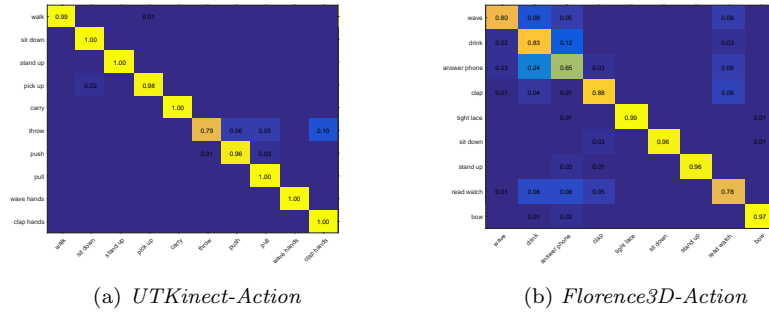 walk 0.99 0.01
sit down 1.00
stand up 1.00
pick up 0.02 0.98
carry 1.00
throw 0.79 0.06 0.05 0.10
push 0.01 0.96 0.03
pull 1.00
wave hands 1.00
clap hands 1.00
walk sit down stand up pick up carry throw push pull wave hands clap hands
(a) UTKinect-Action
wave 0.80 0.09 0.05 0.06
drink 0.02 0.83 0.12 0.03
answer phone 0.03 0.24 0.65 0.03 0.06
clap 0.01 0.04 0.01 0.88 0.06
tight lace 0.01 0.99 0.01
sit down 0.03 0.96 0.01
stand up 0.03 0.01 0.96
read watch 0.01 0.08 0.08 0.05 0.78
bow 0.01 0.02 0.97
wave drink answer phone clap tight lace sit down stand up read watch bow
(b) Florence3D-Action